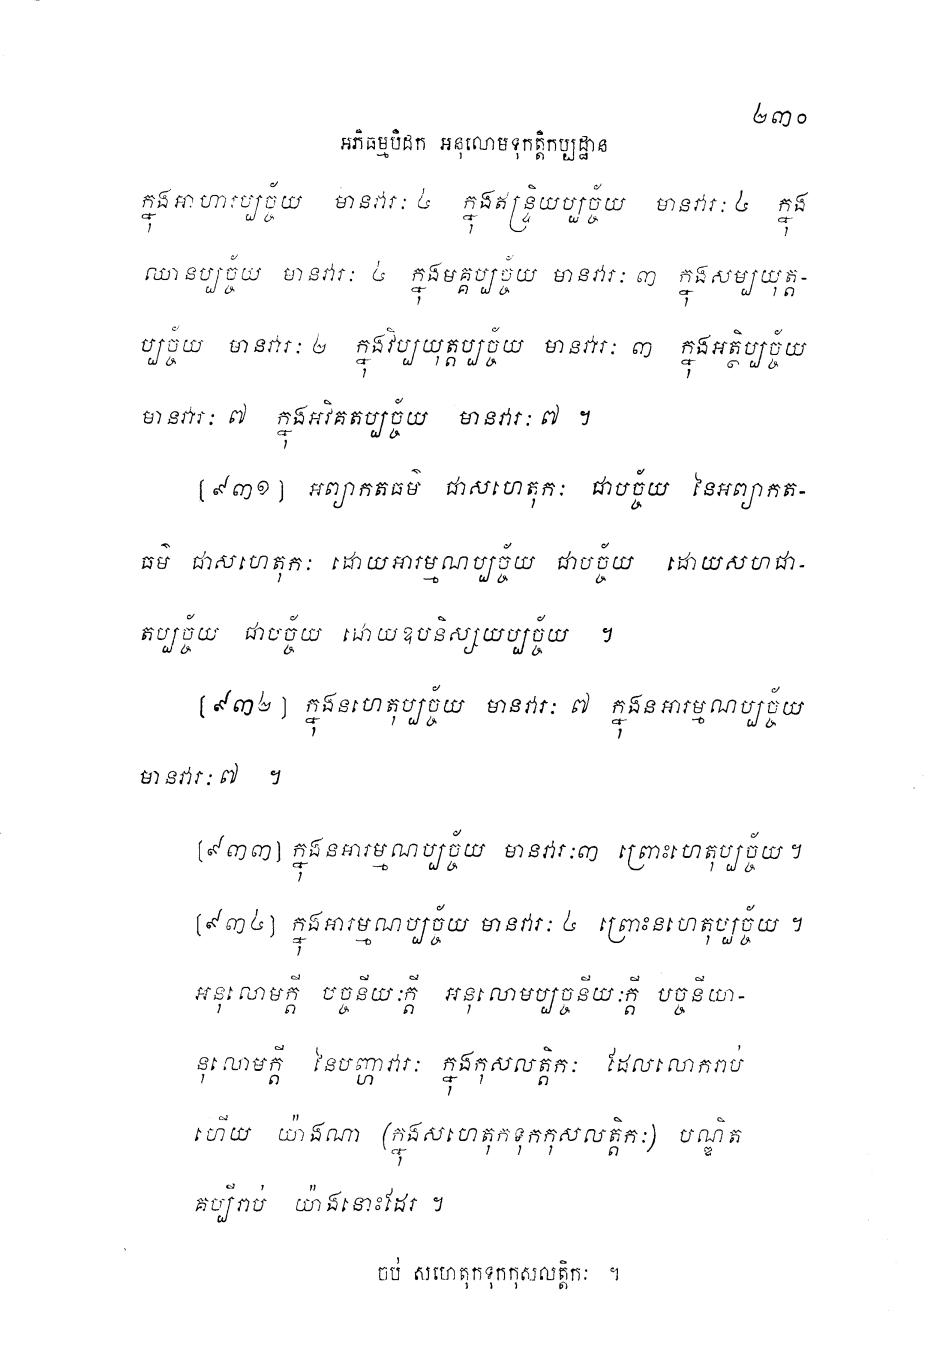 ២៣០
អភិធម្មបិដក អនុលោមទុកត្តិកប្បដ្ឋាន
ក្នុងអាហារប្បច្ច័យ មានវារៈ ៤ ក្នុងឥន្ទ្រិយប្បច្ច័យ មានវារៈ ៤ ក្នុង
ឈានប្បច្ច័យ មានវារៈ ៤ ក្នុងមគ្គប្បច្ច័យ មានវារៈ ៣ ក្នុងសម្បយុត្ត-
ប្បច្ច័យ មានវារៈ ២ ក្នុងវិប្បយុត្តប្បច្ច័យ មានវារៈ ៣ ក្នុងអត្ថិប្បច្ច័យ
មានវារៈ ៧ ក្នុងអវិគតប្បច្ច័យ មានវារៈ ៧ ។
[៩៣១] អព្យាកតធម៌ ជាសហេតុកៈ ជាបច្ច័យ នៃអព្យាកត-
ធម៌ ជាសហេតុកៈ ដោយអារម្មណប្បច្ច័យ ជាបច្ច័យ ដោយសហជា-
តប្បច្ច័យ ជាបច្ច័យ ដោយឧបនិស្សយប្បច្ច័យ ។
[៩៣២] ក្នុងនហេតុប្បច្ច័យ មានវារៈ ៧ ក្នុងនអារម្មណប្បច្ច័យ
មានវារៈ ៧ ។
[៩៣៣] ក្នុងនអារម្មណប្បច្ច័យ មានវារៈ ៣ ព្រោះហេតុប្បច្ច័យ ។
[៩៣៤] ក្នុងអារម្មណប្បច្ច័យ មានវារៈ ៤ ព្រោះនហេតុប្បច្ច័យ ។
អនុលោមក្តី បច្ចនីយៈក្តី អនុលោមប្បច្ចនីយៈក្តី បច្ចនីយា-
នុលោមក្តី នៃបញ្ហាវារៈ ក្នុងកុសលត្តិកៈ ដែលលោករាប់
ហើយ យ៉ាងណា (ក្នុងសហេតុកទុកកុសលត្តិកៈ) បណ្ឌិត
គប្បីរាប់ យ៉ាងនោះដែរ ។
ចប់ សហេតុកទុកកុសលត្តិកៈ ។